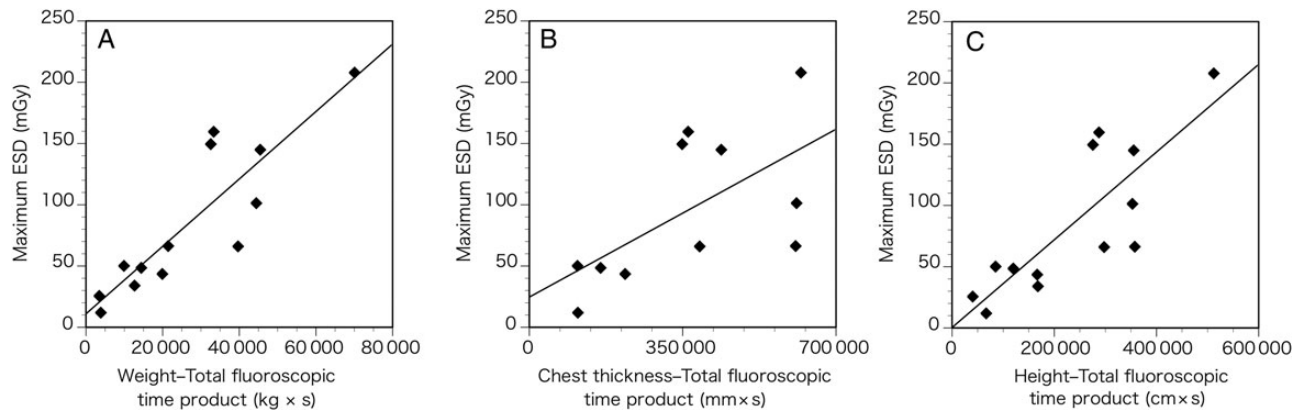 A
Maximum ESD (mGy)
250
200
150
100
50
0
0
20 000
40 000
60 000
80 000
Weight–Total fluoroscopic
time product (kg × s)
B
Maximum ESD (mGy)
250
200
150
100
50
0
0
350 000
700 000
Chest thickness–Total fluoroscopic
time product (mm×s)
C
Maximum ESD (mGy)
250
200
150
100
50
0
0
200 000
400 000
600 000
Height–Total fluoroscopic
time product (cm×s)